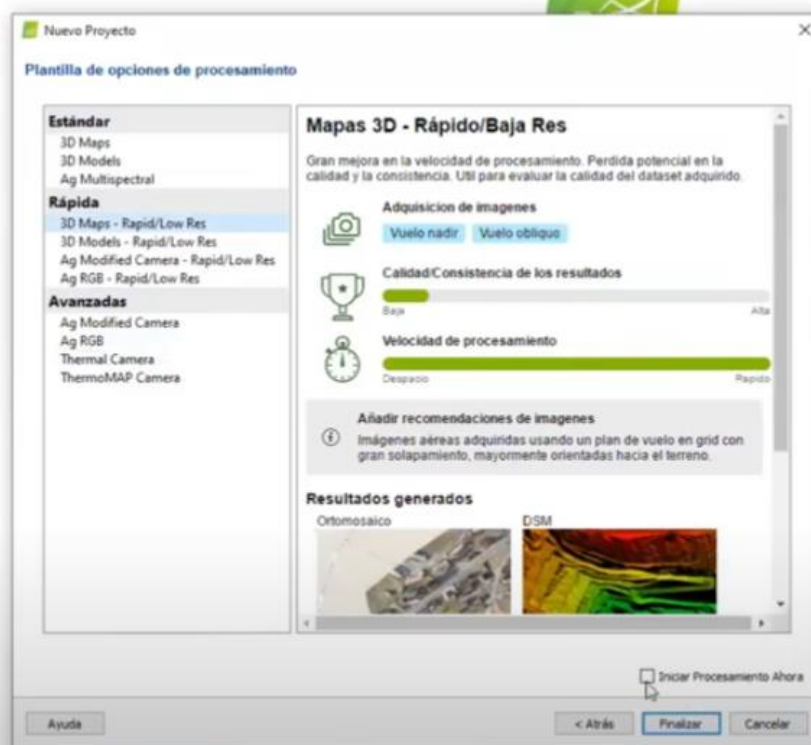 Nuevo Proyecto
Plantilla de opciones de procesamiento
Estándar
3D Maps
3D Models
Ag Multispectral
Rápida
3D Maps - Rapid/Low Res
3D Models - Rapid/Low Res
Ag Modified Camera - Rapid/Low Res
Ag RGB - Rapid/Low Res
Avanzadas
Ag Modified Camera
Ag RGB
Thermal Camera
ThermoMAP Camera
Mapas 3D - Rápido/Baja Res
Gran mejora en la velocidad de procesamiento. Perdida potencial en la
calidad y la consistencia. Util para evaluar la calidad del dataset adquirido.
Adquisicion de imagenes
Vuelo nadir Vuelo obliquo
Calidad/Consistencia de los resultados
Baja Alta
Velocidad de procesamiento
Despacio Rapido
Añadir recomendaciones de imagenes
Imágenes aéreas adquiridas usando un plan de vuelo en grid con
gran solapamiento, mayormente orientadas hacia el terreno.
Resultados generados
Ortomosaico DSM
Iniciar Procesamiento Ahora
Ayuda < Atrás Finalizar Cancelar